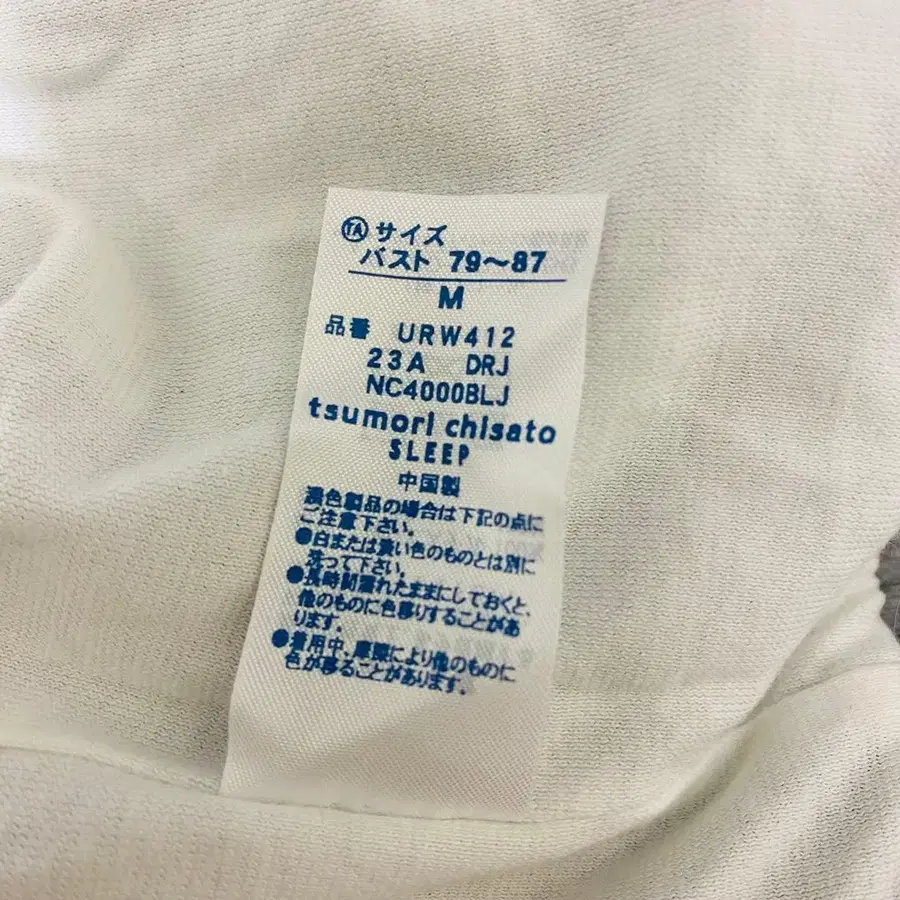 TA サイズ
バスト 79～87
M
品番 URW412
23A DRJ
NC4000BLJ
tsumori chisato
SLEEP
中国製
濃色製品の場合は下記の点に
ご注意下さい。
●白または淡い色のものとは別に
洗って下さい。
●長時間濡れたままにしておくと、
他のものに色移りすることがあ
ります。
●着用中、摩擦により他のものに
色が移ることがあります。